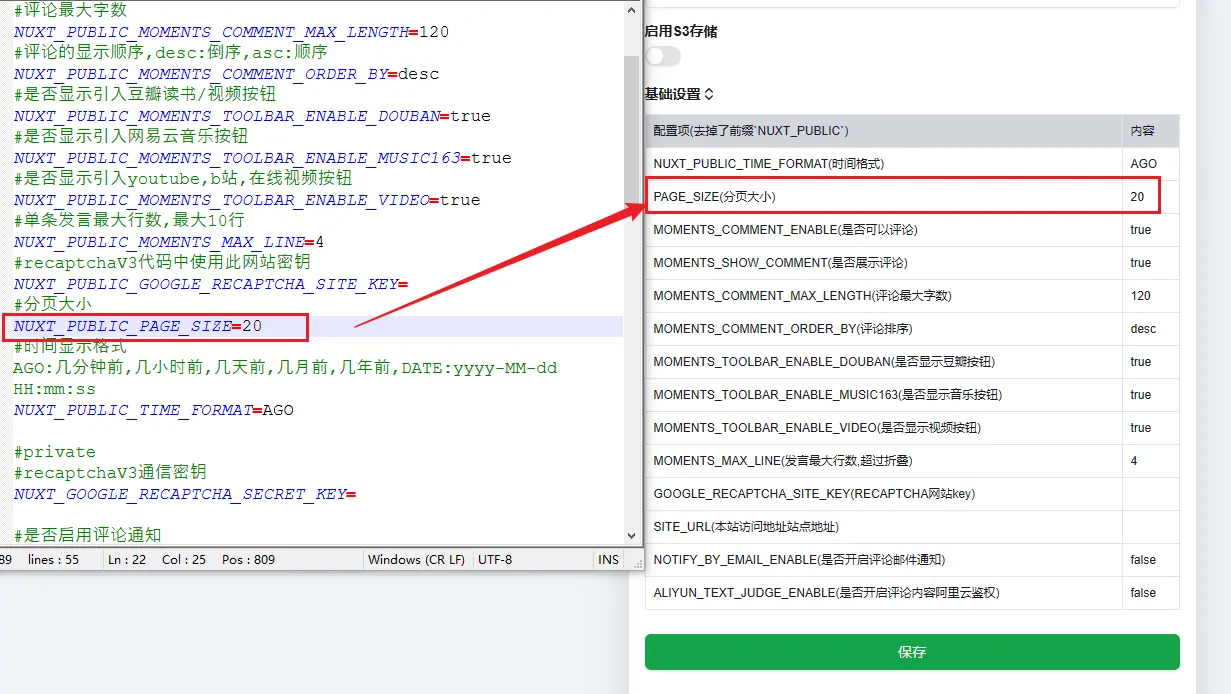 #评论最大字数
NUXT_PUBLIC_MOMENTS_COMMENT_MAX_LENGTH=120
#评论的显示顺序,desc:倒序,asc:顺序
NUXT_PUBLIC_MOMENTS_COMMENT_ORDER_BY=desc
#是否显示引入豆瓣读书/视频按钮
NUXT_PUBLIC_MOMENTS_TOOLBAR_ENABLE_DOUBAN=true
#是否显示引入网易云音乐按钮
NUXT_PUBLIC_MOMENTS_TOOLBAR_ENABLE_MUSIC163=true
#是否显示引入youtube,b站,在线视频按钮
NUXT_PUBLIC_MOMENTS_TOOLBAR_ENABLE_VIDEO=true
#单条发言最大行数,最大10行
NUXT_PUBLIC_MOMENTS_MAX_LINE=4
#recaptchaV3代码中使用此网站密钥
NUXT_PUBLIC_GOOGLE_RECAPTCHA_SITE_KEY=
#分页大小
NUXT_PUBLIC_PAGE_SIZE=20
#时间显示格式
AGO:几分钟前,几小时前,几天前,几月前,几年前,DATE:yyyy-MM-dd
HH:mm:ss
NUXT_PUBLIC_TIME_FORMAT=AGO
#private
#recaptchaV3通信密钥
NUXT_GOOGLE_RECAPTCHA_SECRET_KEY=
#是否启用评论通知
89 lines : 55 Ln : 22 Col : 25 Pos : 809 Windows (CR LF) UTF-8 INS
启用S3存储
基础设置
配置项(去掉了前缀`NUXT_PUBLIC`) 内容
NUXT_PUBLIC_TIME_FORMAT(时间格式) AGO
PAGE_SIZE(分页大小) 20
MOMENTS_COMMENT_ENABLE(是否可以评论) true
MOMENTS_SHOW_COMMENT(是否展示评论) true
MOMENTS_COMMENT_MAX_LENGTH(评论最大字数) 120
MOMENTS_COMMENT_ORDER_BY(评论排序) desc
MOMENTS_TOOLBAR_ENABLE_DOUBAN(是否显示豆瓣按钮) true
MOMENTS_TOOLBAR_ENABLE_MUSIC163(是否显示音乐按钮) true
MOMENTS_TOOLBAR_ENABLE_VIDEO(是否显示视频按钮) true
MOMENTS_MAX_LINE(发言最大行数,超过折叠) 4
GOOGLE_RECAPTCHA_SITE_KEY(RECAPTCHA网站key)
SITE_URL(本站访问地址站点地址)
NOTIFY_BY_EMAIL_ENABLE(是否开启评论邮件通知) false
ALIYUN_TEXT_JUDGE_ENABLE(是否开启评论内容阿里云鉴权) false
保存